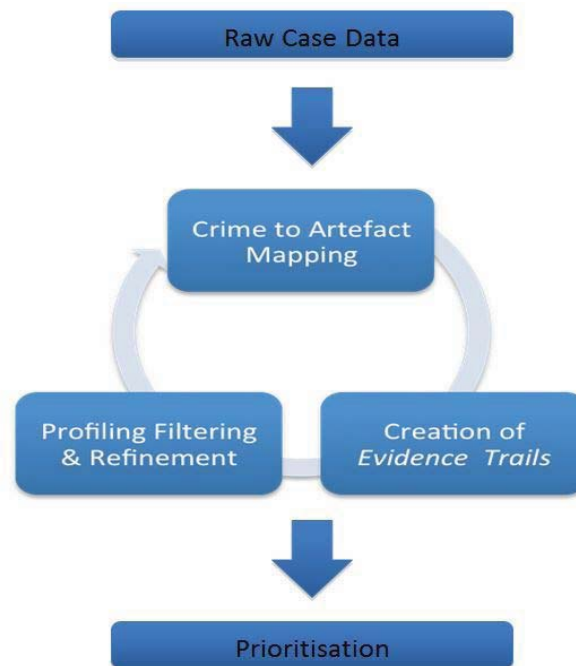 Raw Case Data
Crime to Artefact
Mapping
Profiling Filtering
& Refinement
Creation of
Evidence Trails
Prioritisation